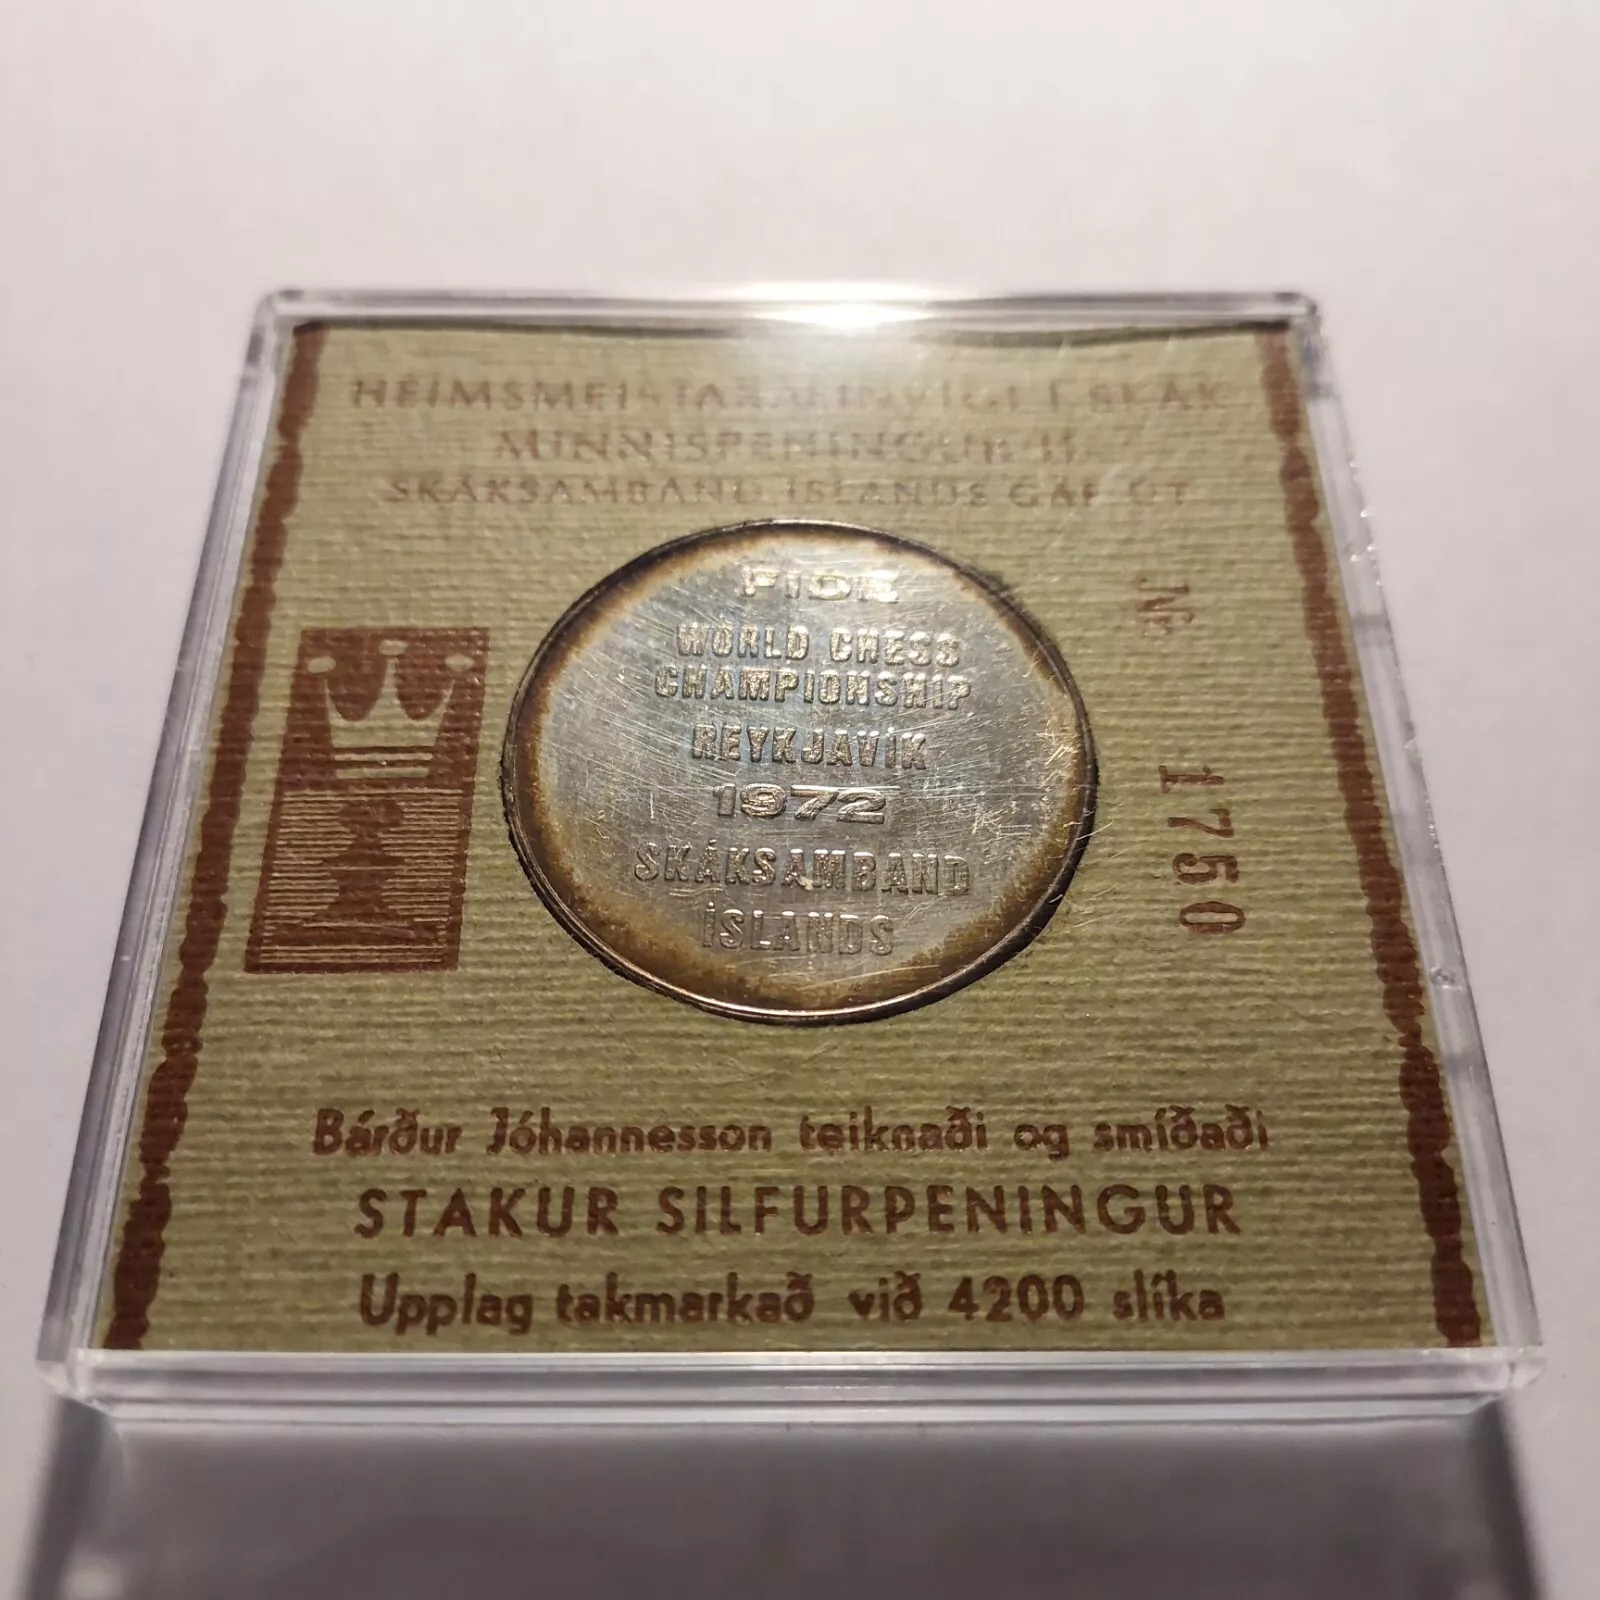 HEIMSMEISTARAEINVÍGI Í SKÁK
MINNISPENINGUR II.
SKÁKSAMBAND ÍSLANDS GAF ÚT
FIDE
WORLD CHESS
CHAMPIONSHIP
REYKJAVÍK
1972
SKÁKSAMBAND
ÍSLANDS
№ 1750
Bárður Jóhannesson teiknaði og smíðaði
STAKUR SILFURPENINGUR
Upplag takmarkað við 4200 slíka